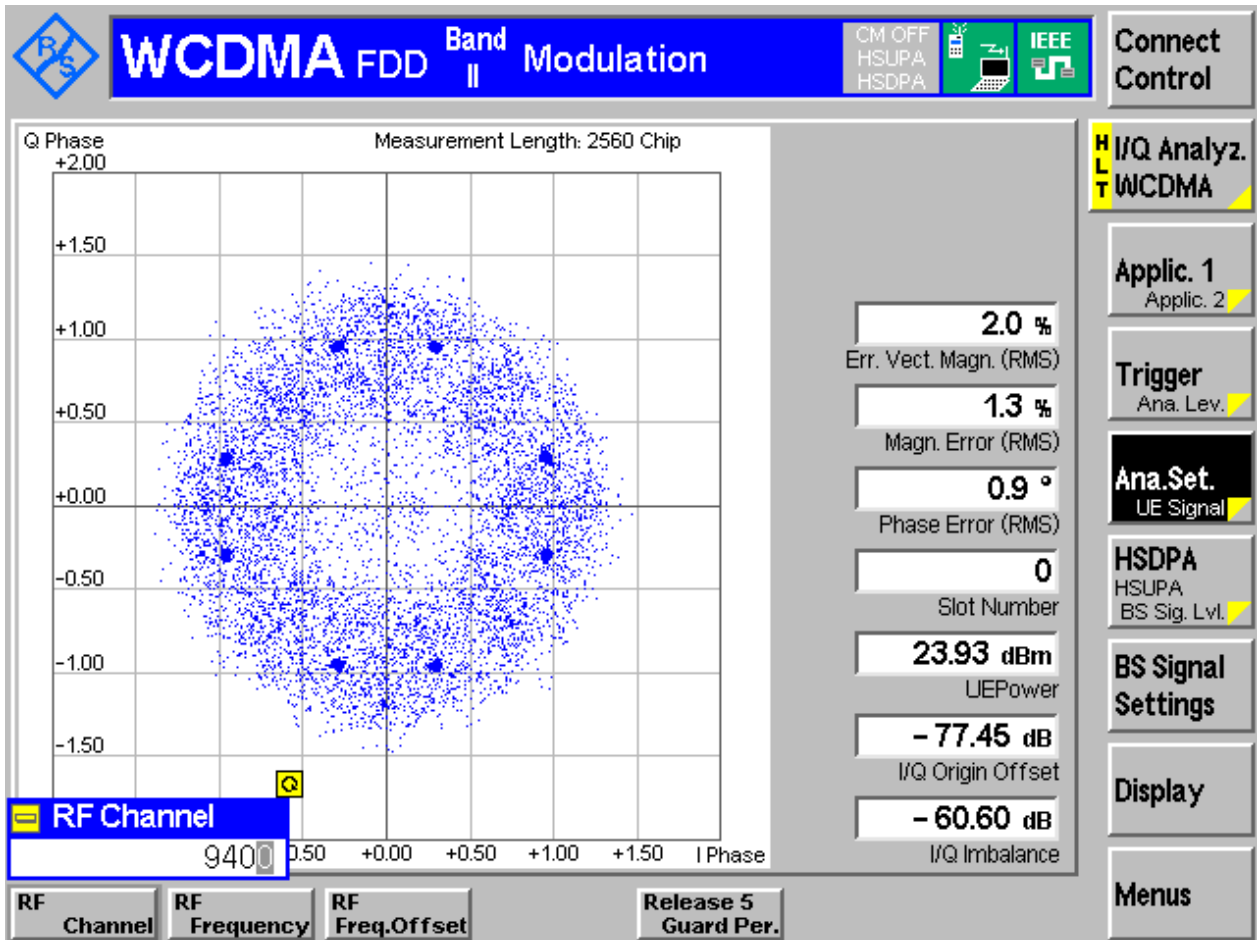 R/S
WCDMA FDD Band II Modulation
CM OFF
HSUPA
HSDPA
IEEE
Connect
Control
Q Phase
Measurement Length: 2560 Chip
+2.00
+1.50
+1.00
+0.50
+0.00
-0.50
-1.00
-1.50
Q
RF Channel
9400
0.50 +0.00 +0.50 +1.00 +1.50 I Phase
2.0 %
Err. Vect. Magn. (RMS)
1.3 %
Magn. Error (RMS)
0.9 °
Phase Error (RMS)
0
Slot Number
23.93 dBm
UEPower
- 77.45 dB
I/Q Origin Offset
- 60.60 dB
I/Q Imbalance
HLT
I/Q Analyz.
WCDMA
Applic. 1
Applic. 2
Trigger
Ana. Lev.
Ana.Set.
UE Signal
HSDPA
HSUPA
BS Sig. Lvl.
BS Signal
Settings
Display
Menus
RF
Channel
RF
Frequency
RF
Freq.Offset
Release 5
Guard Per.